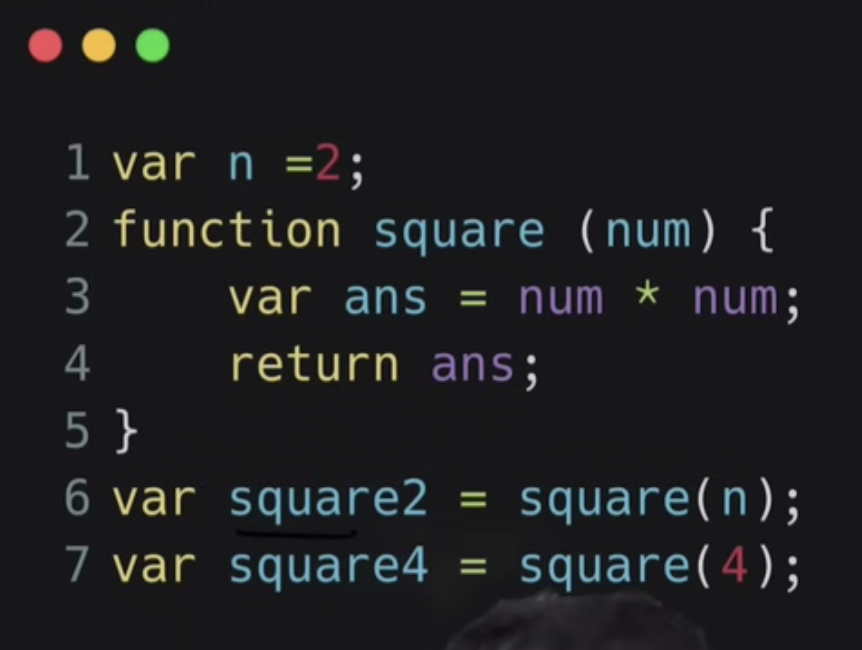 1 var n =2;
2 function square (num) {
3     var ans = num * num;
4     return ans;
5 }
6 var square2 = square(n);
7 var square4 = square(4);